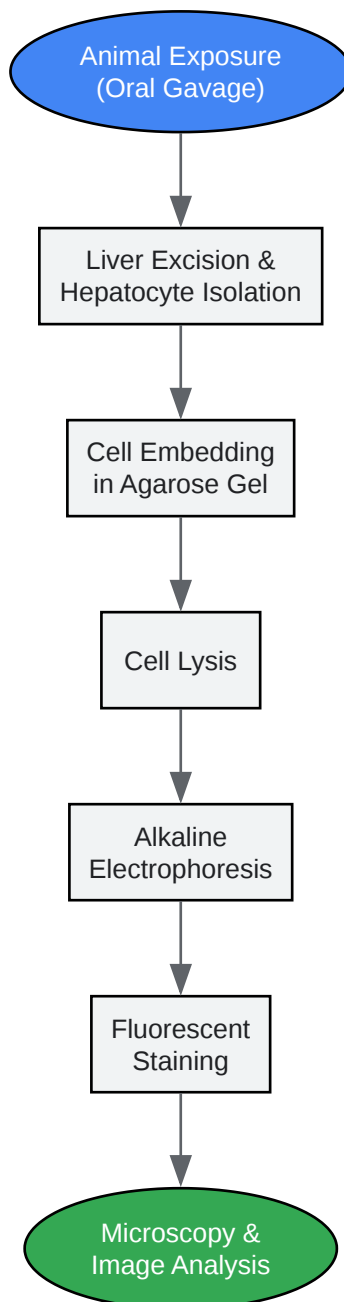 Animal Exposure
(Oral Gavage)
Liver Excision &
Hepatocyte Isolation
Cell Embedding
in Agarose Gel
Cell Lysis
Alkaline
Electrophoresis
Fluorescent
Staining
Microscopy &
Image Analysis